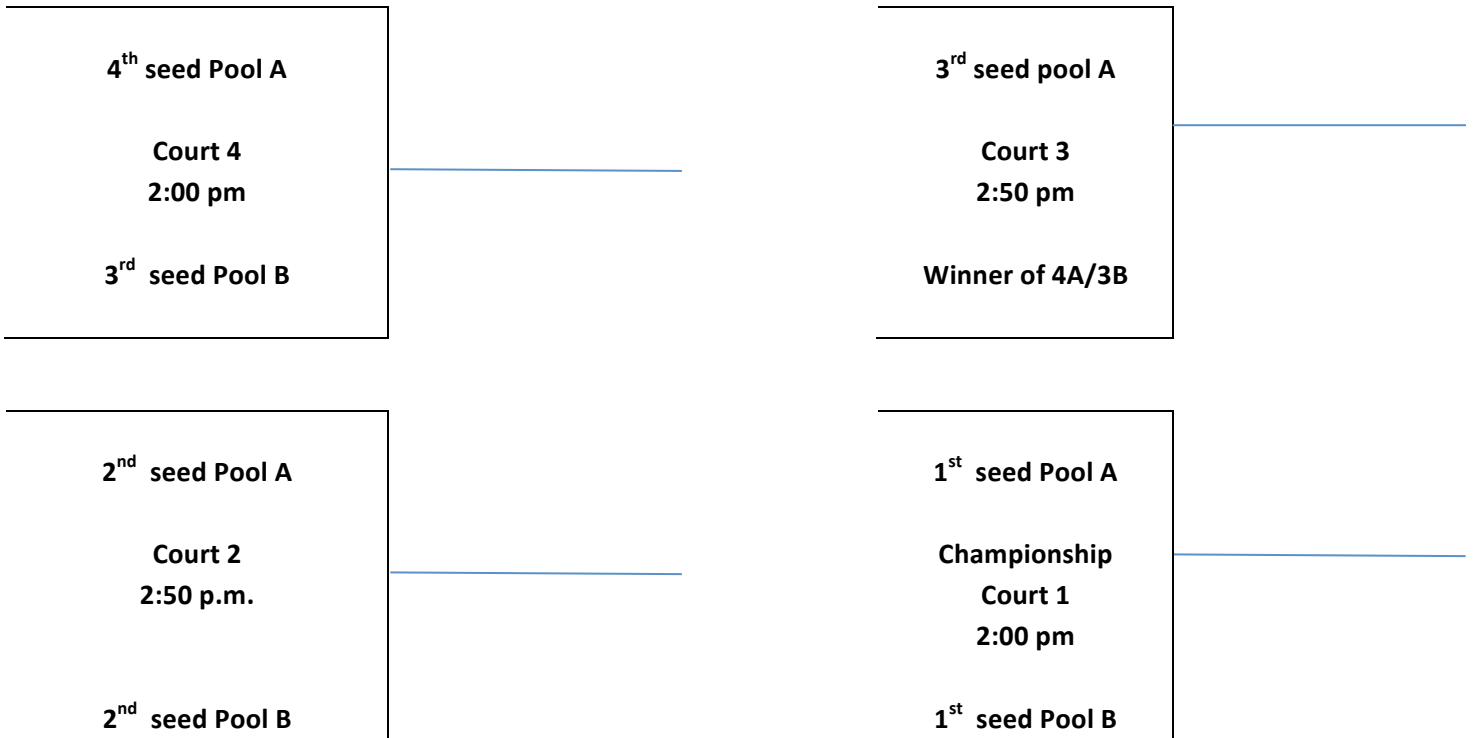 4th seed Pool A
Court 4
2:00 pm
3rd seed Pool B
3rd seed pool A
Court 3
2:50 pm
Winner of 4A/3B
2nd seed Pool A
Court 2
2:50 p.m.
2nd seed Pool B
1st seed Pool A
Championship
Court 1
2:00 pm
1st seed Pool B